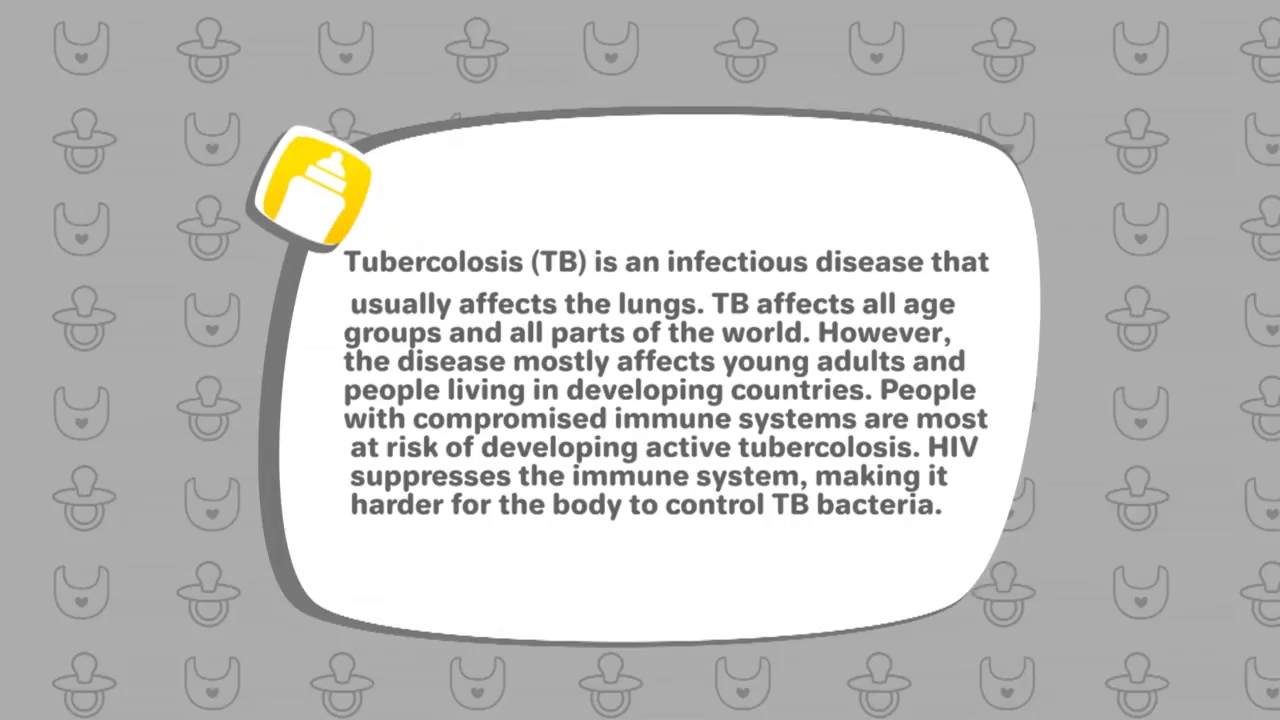 Tubercolosis (TB) is an infectious disease that
usually affects the lungs. TB affects all age
groups and all parts of the world. However,
the disease mostly affects young adults and
people living in developing countries. People
with compromised immune systems are most
at risk of developing active tubercolosis. HIV
suppresses the immune system, making it
harder for the body to control TB bacteria.